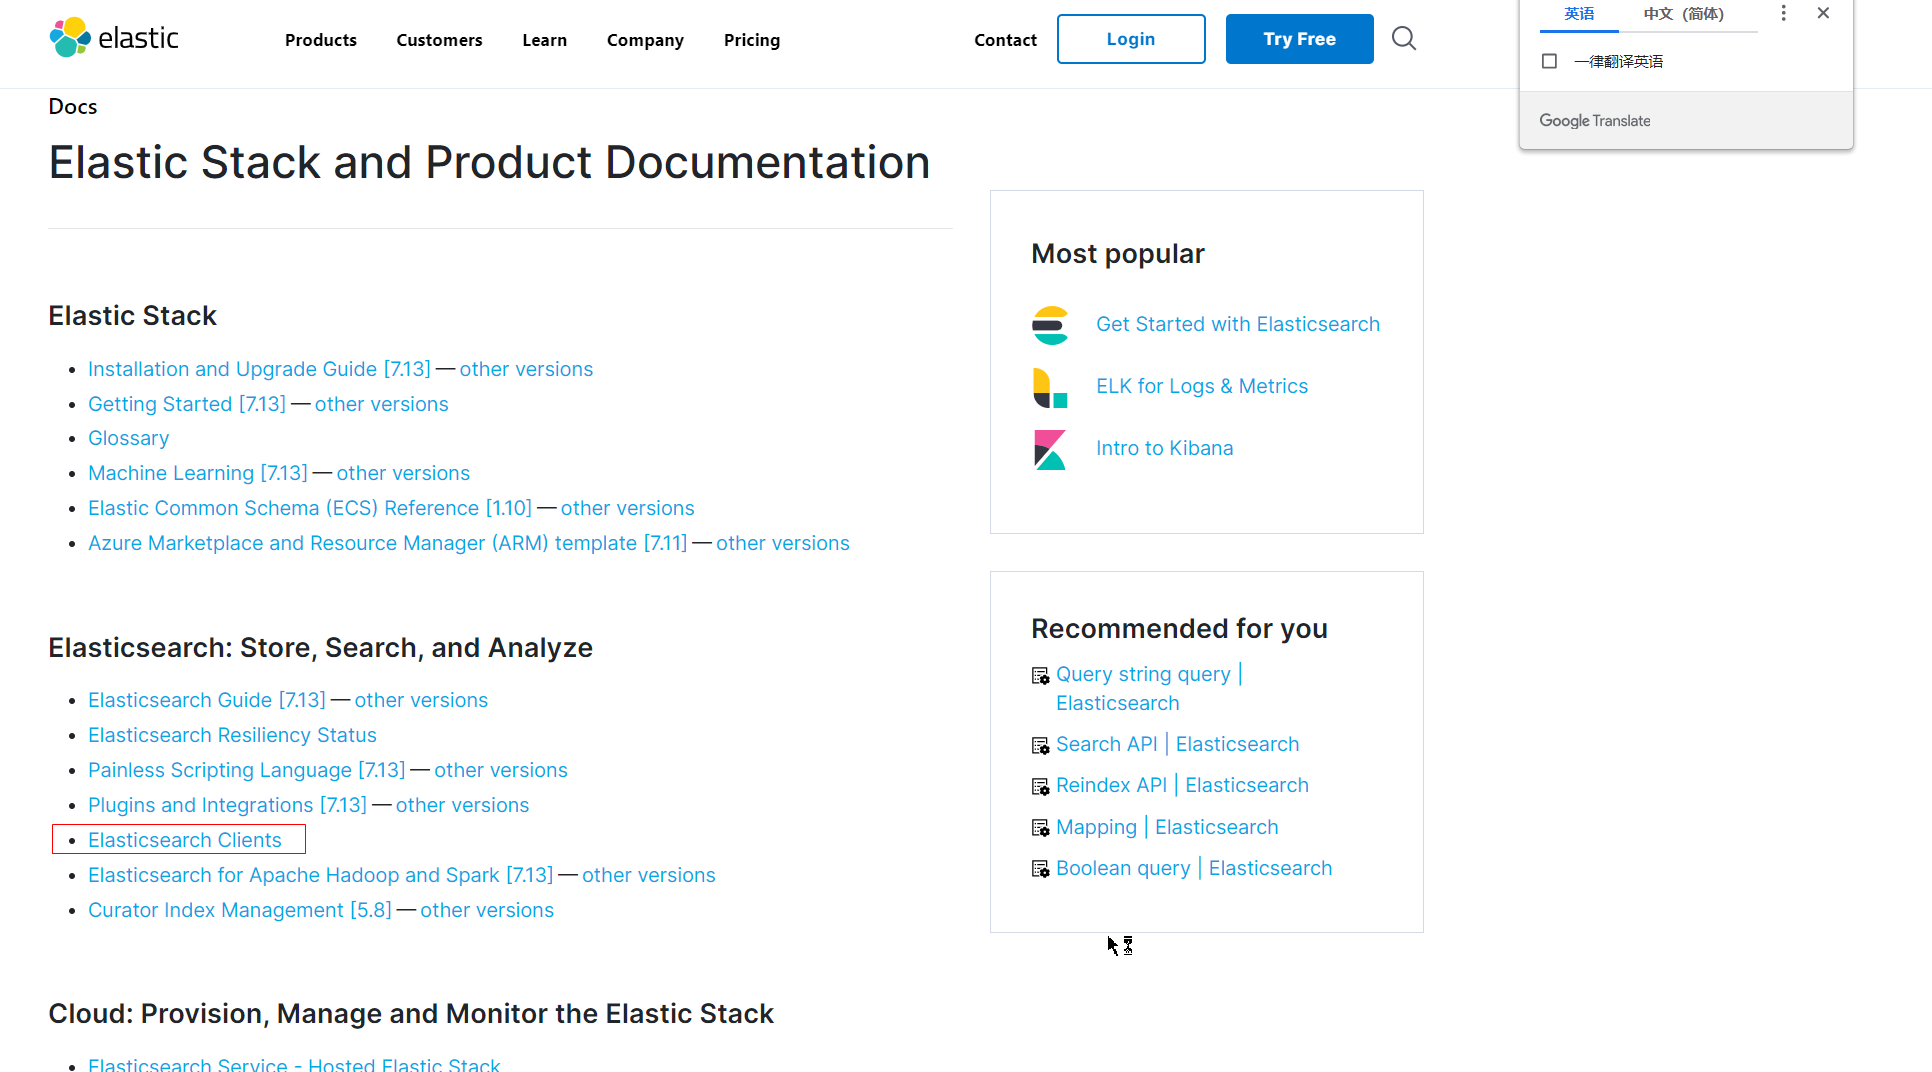 elastic
Products
Customers
Learn
Company
Pricing
Contact
Login
Try Free
英语
中文（简体）
一律翻译英语
Google Translate
Docs
Elastic Stack and Product Documentation
Elastic Stack
Installation and Upgrade Guide [7.13] — other versions
Getting Started [7.13] — other versions
Glossary
Machine Learning [7.13] — other versions
Elastic Common Schema (ECS) Reference [1.10] — other versions
Azure Marketplace and Resource Manager (ARM) template [7.11] — other versions
Elasticsearch: Store, Search, and Analyze
Elasticsearch Guide [7.13] — other versions
Elasticsearch Resiliency Status
Painless Scripting Language [7.13] — other versions
Plugins and Integrations [7.13] — other versions
Elasticsearch Clients
Elasticsearch for Apache Hadoop and Spark [7.13] — other versions
Curator Index Management [5.8] — other versions
Cloud: Provision, Manage and Monitor the Elastic Stack
Elasticsearch Service - Hosted Elastic Stack
Most popular
Get Started with Elasticsearch
ELK for Logs & Metrics
Intro to Kibana
Recommended for you
Query string query |
Elasticsearch
Search API | Elasticsearch
Reindex API | Elasticsearch
Mapping | Elasticsearch
Boolean query | Elasticsearch